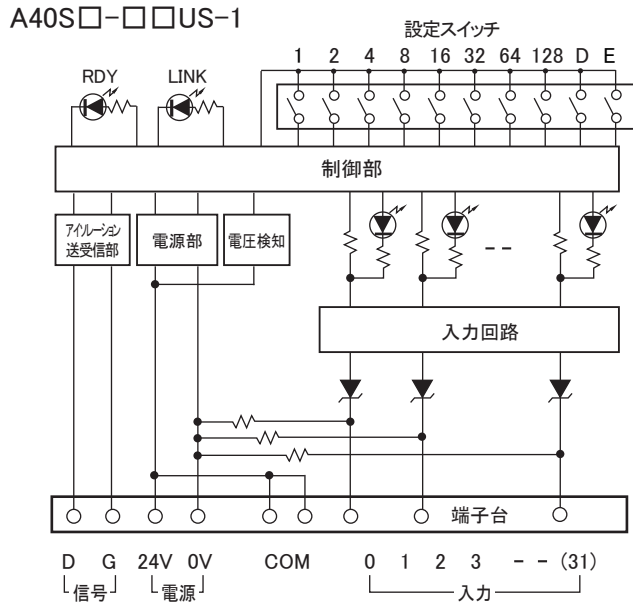 A40S□-□□US-1
設定スイッチ
1 2 4 8 16 32 64 128 D E
RDY LINK
制御部
アイソレーション
送受信部
電源部
電圧検知
- -
入力回路
端子台
D G 24V 0V COM 0 1 2 3 - - (31)
信号 電源 入力